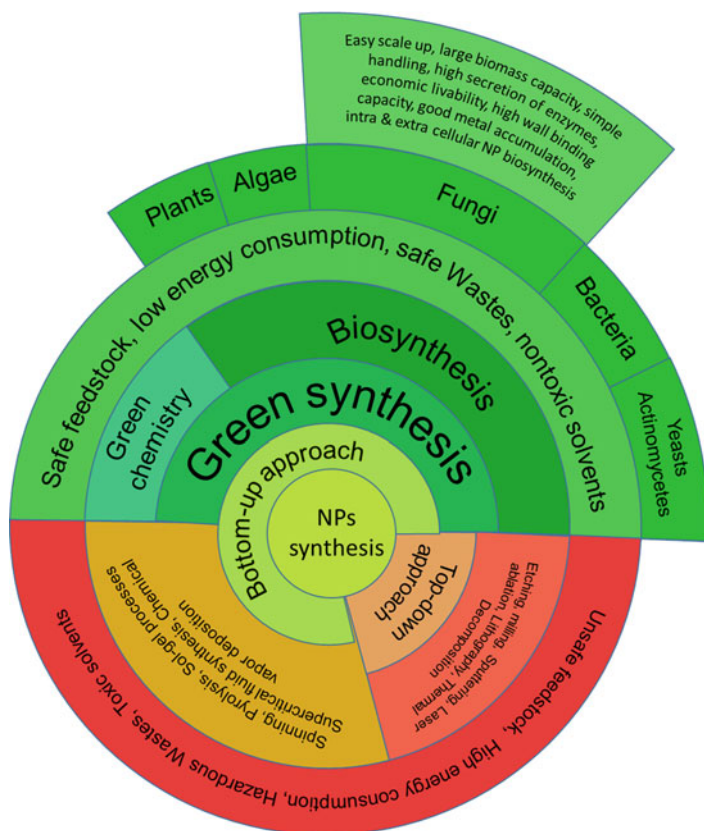 Easy scale up, large biomass capacity, simple
handling, high secretion of enzymes,
economic livability, high wall binding
capacity, good metal accumulation,
intra & extra cellular NP biosynthesis
Plants
Algae
Fungi
Bacteria
Yeasts
Actinomycetes
Safe feedstock, low energy consumption, safe Wastes, nontoxic solvents
Biosynthesis
Green
chemistry
Green synthesis
Bottom-up approach
NPs
synthesis
Top-down
approach
Etching, milling, Sputtering, Laser
ablation, Lithography, Thermal
Decomposition
Spinning, Pyrolysis, Sol-gel processes
Supercritical fluid synthesis, Chemical
vapor deposition
Unsafe feedstock, High energy consumption, Hazardous Wastes, Toxic solvents